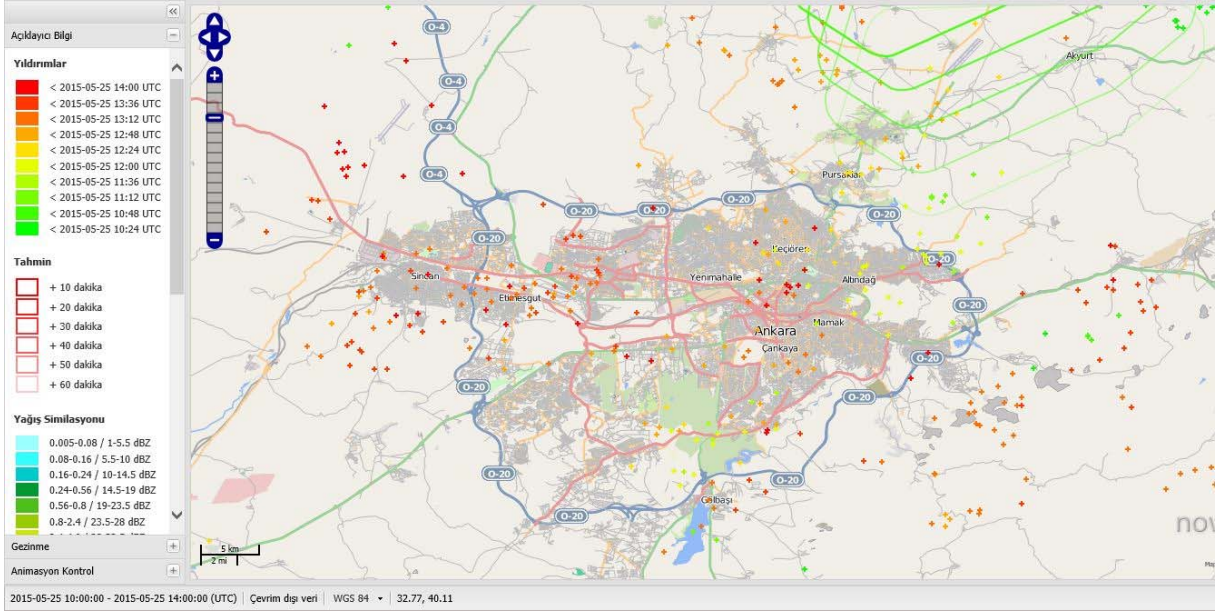 Açıklayıcı Bilgi
Yıldırımlar
< 2015-05-25 14:00 UTC
< 2015-05-25 13:36 UTC
< 2015-05-25 13:12 UTC
< 2015-05-25 12:48 UTC
< 2015-05-25 12:24 UTC
< 2015-05-25 12:00 UTC
< 2015-05-25 11:36 UTC
< 2015-05-25 11:12 UTC
< 2015-05-25 10:48 UTC
< 2015-05-25 10:24 UTC
Tahmin
+ 10 dakika
+ 20 dakika
+ 30 dakika
+ 40 dakika
+ 50 dakika
+ 60 dakika
Yağış Similasyonu
0.005-0.08 / 1-5.5 dBZ
0.08-0.16 / 5.5-10 dBZ
0.16-0.24 / 10-14.5 dBZ
0.24-0.56 / 14.5-19 dBZ
0.56-0.8 / 19-23.5 dBZ
0.8-2.4 / 23.5-28 dBZ
Gezinme
Animasyon Kontrol
O-4
O-4
O-4
O-4
Akyurt
Pursaklar
O-20
O-20
O-20
O-20
O-20
Keçiören
Sincan
Yenimahalle
Altındağ
Etimesgut
O-20
Mamak
Ankara
Çankaya
O-20
O-20
O-20
O-20
O-20
Gölbaşı
O-20
nov
5 km
2 mi
2015-05-25 10:00:00 - 2015-05-25 14:00:00 (UTC)
Çevrim dışı veri
WGS 84
32.77, 40.11